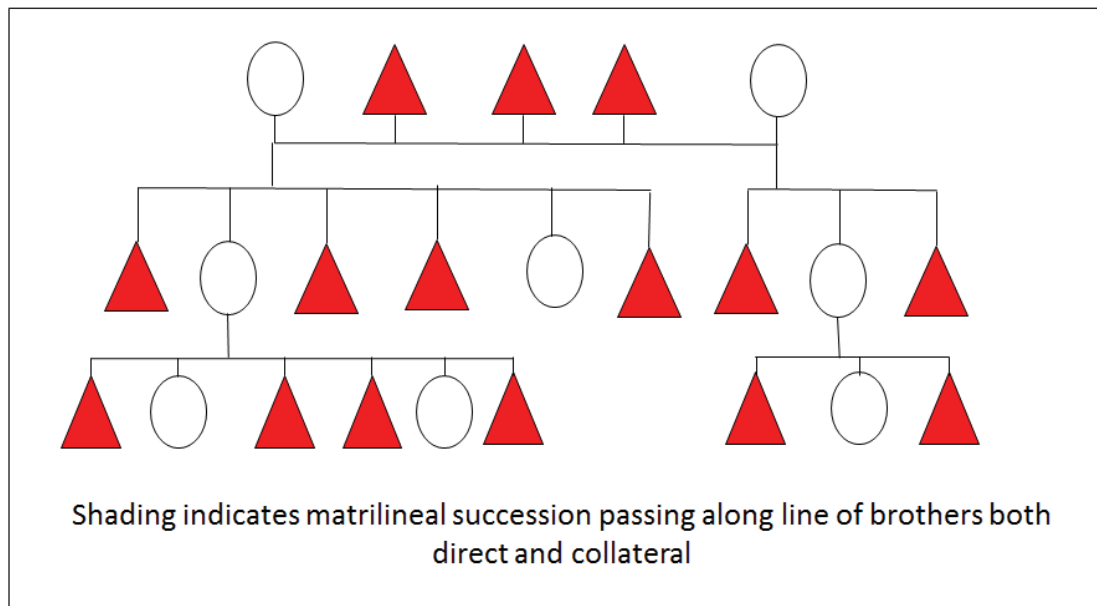 Shading indicates matrilineal succession passing along line of brothers both
direct and collateral